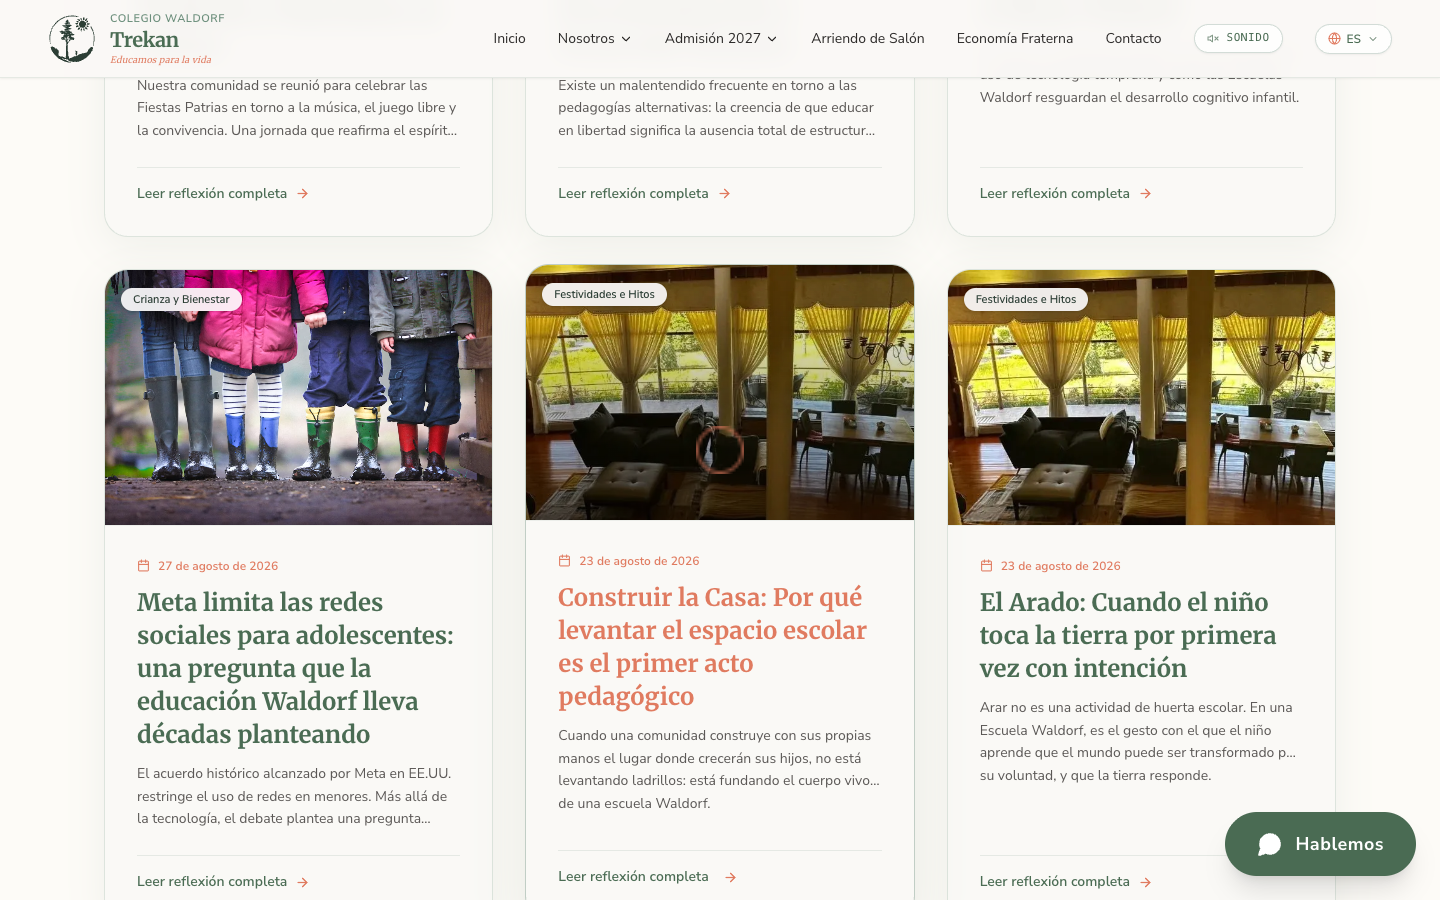 COLEGIO WALDORF
Trekan
Educamos para la vida
Inicio
Nosotros
Admisión 2027
Arriendo de Salón
Economía Fraterna
Contacto
SONIDO
ES
Nuestra comunidad se reunió para celebrar las
Fiestas Patrias en torno a la música, el juego libre y
la convivencia. Una jornada que reafirma el espírit...
Leer reflexión completa
Existe un malentendido frecuente en torno a las
pedagogías alternativas: la creencia de que educar
en libertad significa la ausencia total de estructur...
Leer reflexión completa
uso de tecnología temprana y cómo las Escuelas
Waldorf resguardan el desarrollo cognitivo infantil.
Leer reflexión completa
Crianza y Bienestar
27 de agosto de 2026
Meta limita las redes
sociales para adolescentes:
una pregunta que la
educación Waldorf lleva
décadas planteando
El acuerdo histórico alcanzado por Meta en EE.UU.
restringe el uso de redes en menores. Más allá de
la tecnología, el debate plantea una pregunta...
Leer reflexión completa
Festividades e Hitos
23 de agosto de 2026
Construir la Casa: Por qué
levantar el espacio escolar
es el primer acto
pedagógico
Cuando una comunidad construye con sus propias
manos el lugar donde crecerán sus hijos, no está
levantando ladrillos: está fundando el cuerpo vivo...
de una escuela Waldorf.
Leer reflexión completa
Festividades e Hitos
23 de agosto de 2026
El Arado: Cuando el niño
toca la tierra por primera
vez con intención
Arar no es una actividad de huerta escolar. En una
Escuela Waldorf, es el gesto con el que el niño
aprende que el mundo puede ser transformado p...
su voluntad, y que la tierra responde.
Leer reflexión completa
Hablemos